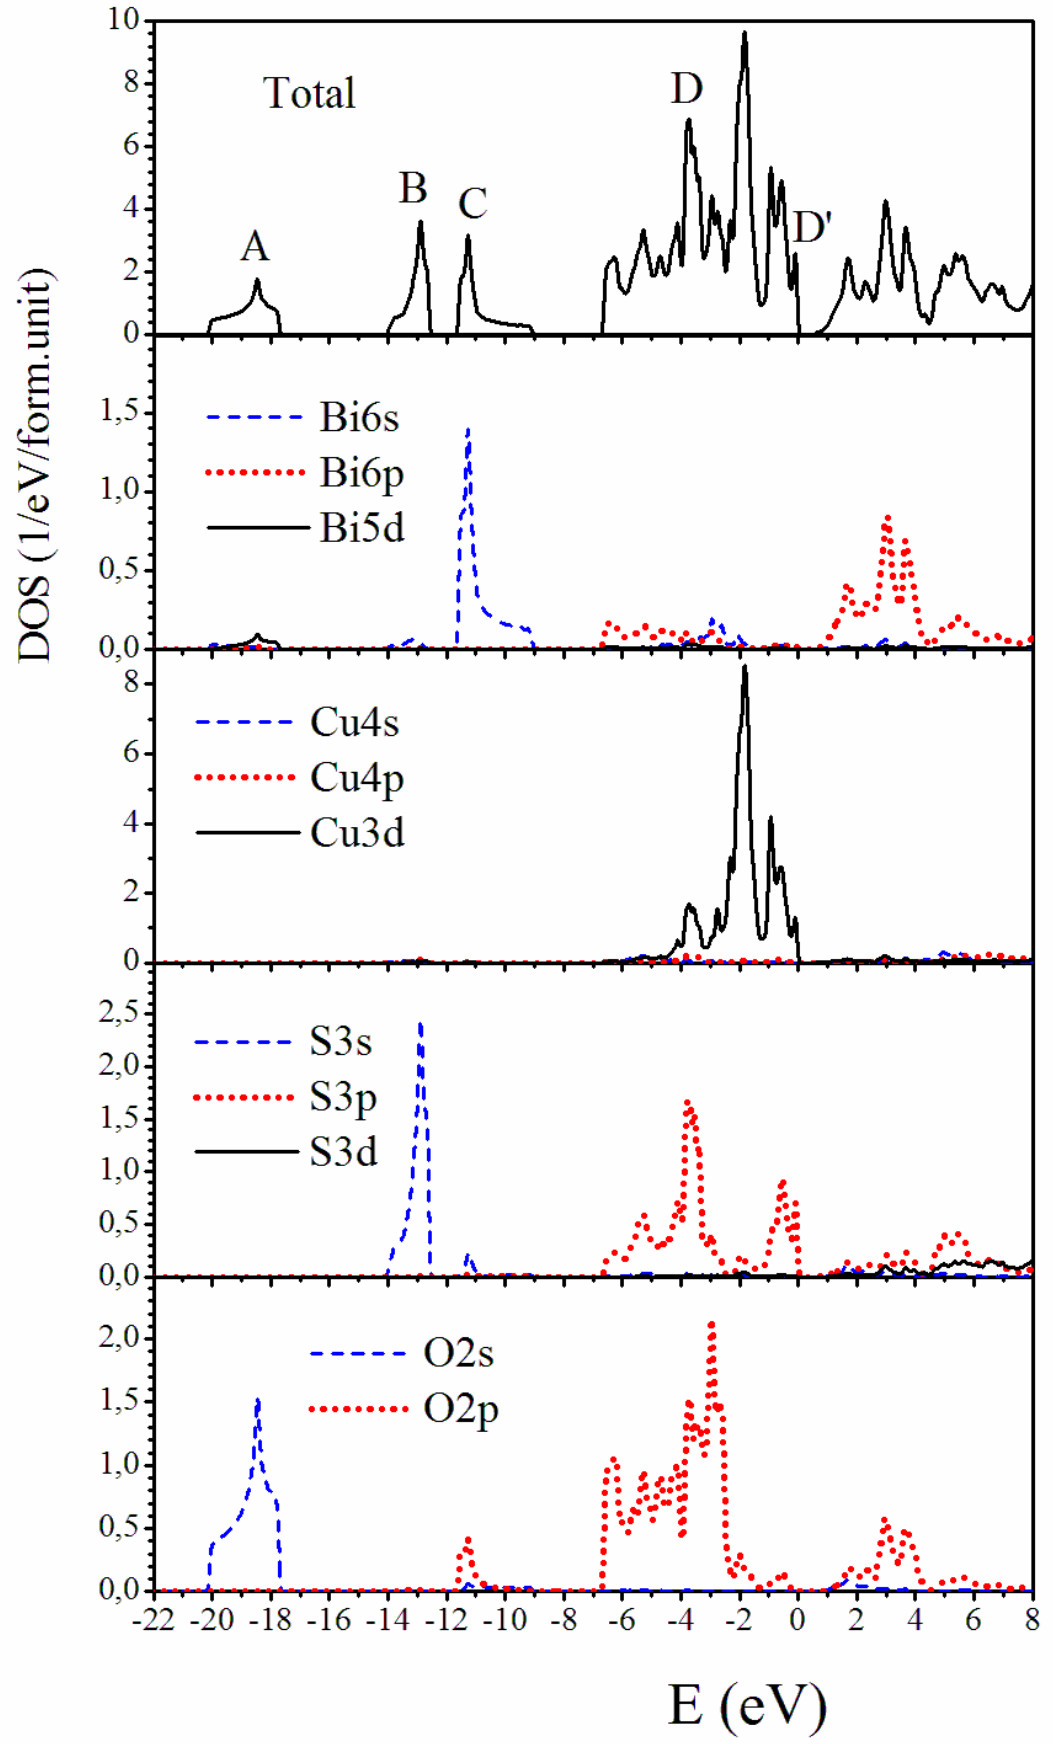 DOS (1/eV/form.unit)
10
8
6
4
2
0
Total
A
B
C
D
D'
1,5
1,0
0,5
0,0
Bi6s
Bi6p
Bi5d
8
6
4
2
0
Cu4s
Cu4p
Cu3d
2,5
2,0
1,5
1,0
0,5
0,0
S3s
S3p
S3d
2,0
1,5
1,0
0,5
0,0
O2s
O2p
-22 -20 -18 -16 -14 -12 -10 -8 -6 -4 -2 0 2 4 6 8
E (eV)